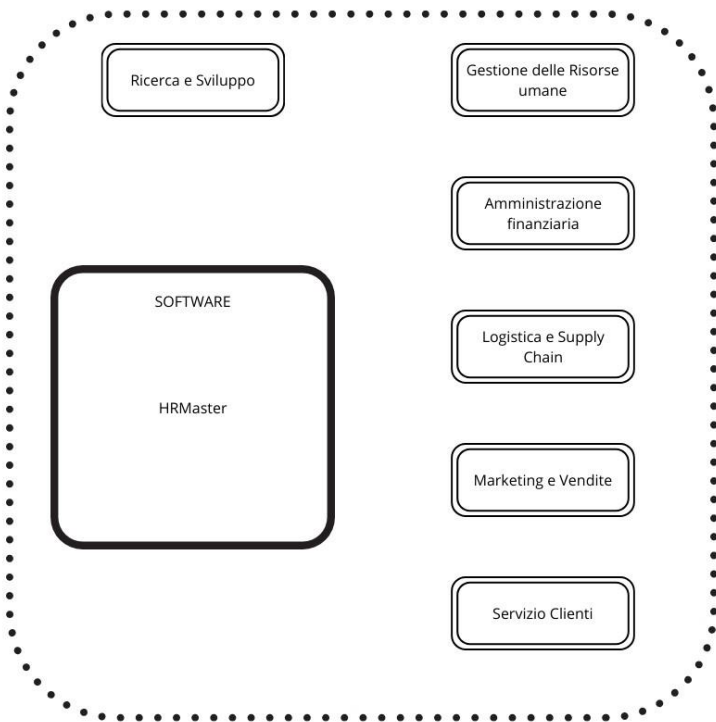 Ricerca e Sviluppo
Gestione delle Risorse
umane
Amministrazione
finanziaria
SOFTWARE
HRMaster
Logistica e Supply
Chain
Marketing e Vendite
Servizio Clienti